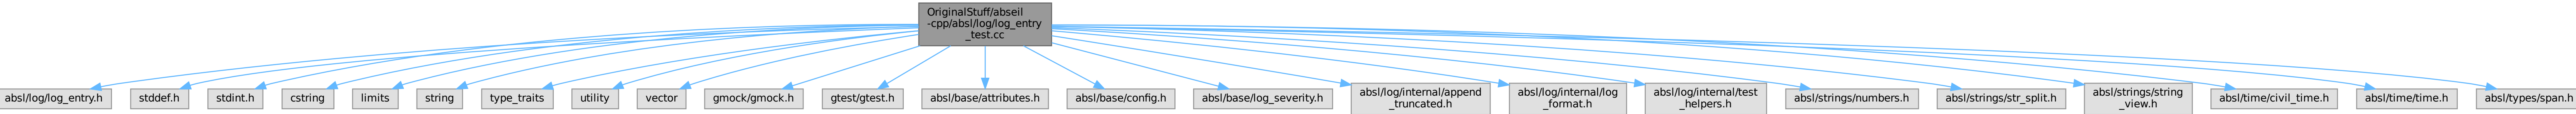 OriginalStuff/abseil
-cpp/absl/log/log_entry
_test.cc
absl/log/log_entry.h
stddef.h
stdint.h
cstring
limits
string
type_traits
utility
vector
gmock/gmock.h
gtest/gtest.h
absl/base/attributes.h
absl/base/config.h
absl/base/log_severity.h
absl/log/internal/append
_truncated.h
absl/log/internal/log
_format.h
absl/log/internal/test
_helpers.h
absl/strings/numbers.h
absl/strings/str_split.h
absl/strings/string
_view.h
absl/time/civil_time.h
absl/time/time.h
absl/types/span.h